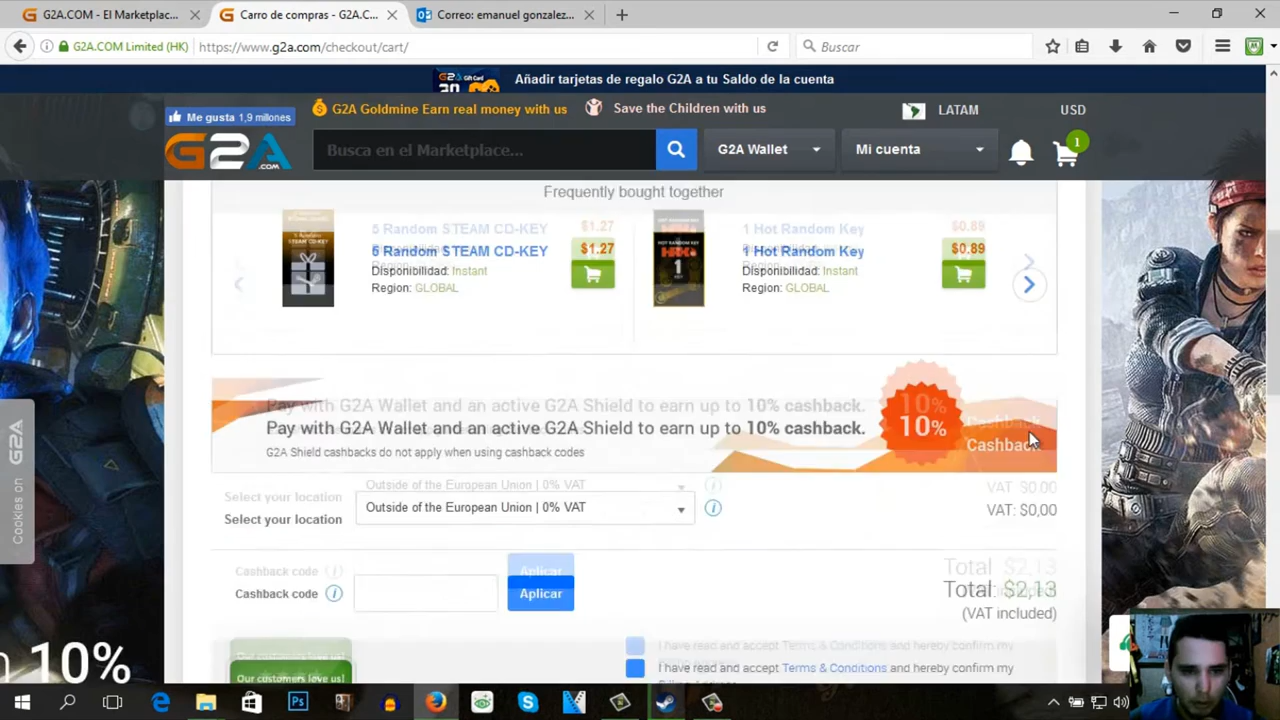 G2A.COM - El Marketplac...
Carro de compras - G2A.C...
Correo: emanuel gonzalez...
G2A.COM Limited (HK)
https://www.g2a.com/checkout/cart/
Buscar
Añadir tarjetas de regalo G2A a tu Saldo de la cuenta
Me gusta 1,9 millones
G2A Goldmine Earn real money with us
Save the Children with us
LATAM
USD
G2A.COM
Busca en el Marketplace...
G2A Wallet
Mi cuenta
1
Frequently bought together
5 Random STEAM CD-KEY
$1.27
Disponibilidad: Instant
Region: GLOBAL
1 Hot Random Key
$0.89
Disponibilidad: Instant
Region: GLOBAL
Pay with G2A Wallet and an active G2A Shield to earn up to 10% cashback.
G2A Shield cashbacks do not apply when using cashback codes
10%
Cashback
Cookies on G2A
Select your location
Outside of the European Union | 0% VAT
VAT: $0,00
Cashback code
Aplicar
Total: $2,13
(VAT included)
Our customers love us!
I have read and accept Terms & Conditions and hereby confirm my
10%